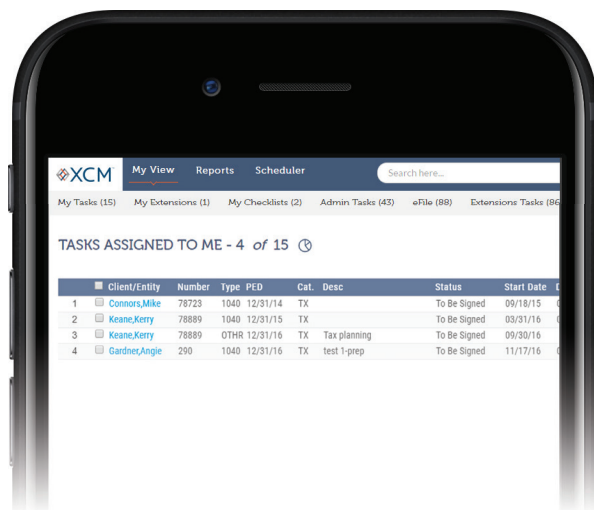 XCM My View Reports Scheduler Search here...
My Tasks (15) My Extensions (1) My Checklists (2) Admin Tasks (43) eFile (88) Extensions Tasks (86
TASKS ASSIGNED TO ME - 4 of 15
Client/Entity Number Type PED Cat. Desc Status Start Date D
1 Connors,Mike 78723 1040 12/31/14 TX To Be Signed 09/18/15
2 Keane,Kerry 78889 1040 12/31/15 TX To Be Signed 03/31/16
3 Keane,Kerry 78889 OTHR 12/31/16 TX Tax planning To Be Signed 09/30/16
4 Gardner,Angie 290 1040 12/31/16 TX test 1-prep To Be Signed 11/17/16